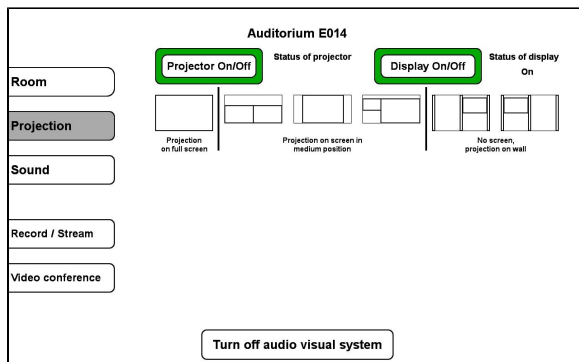 Auditorium E014
Projector On/Off
Status of projector
Display On/Off
Status of display
On
Room
Projection
Sound
Record / Stream
Video conference
Projection
on full screen
Projection on screen in
medium position
No screen,
projection on wall
Turn off audio visual system